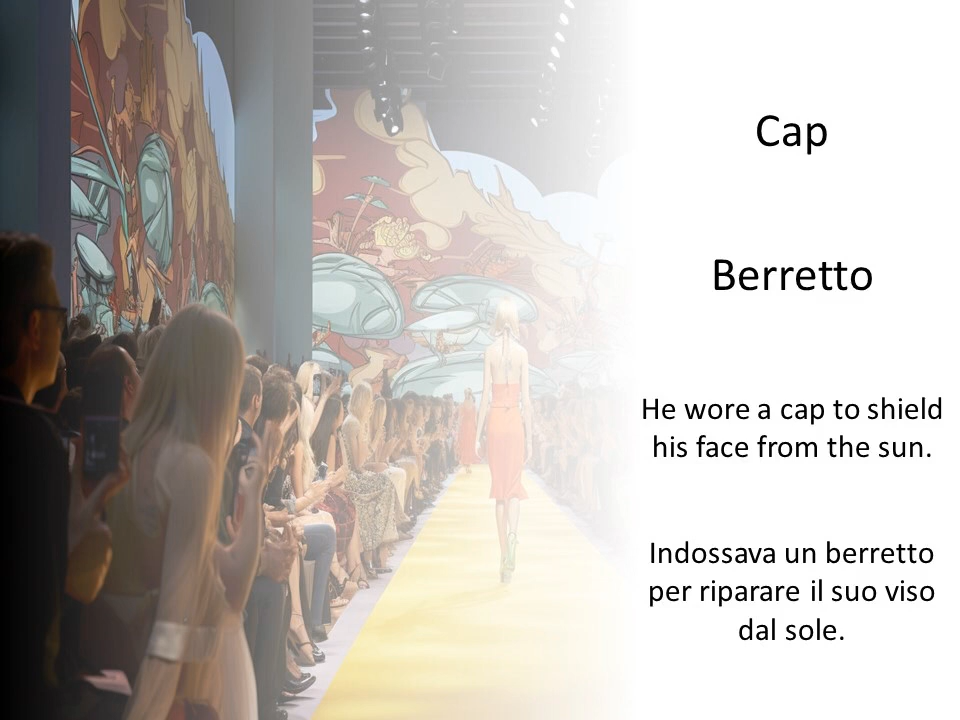 Cap
Berretto
He wore a cap to shield
his face from the sun.
Indossava un berretto
per riparare il suo viso
dal sole.